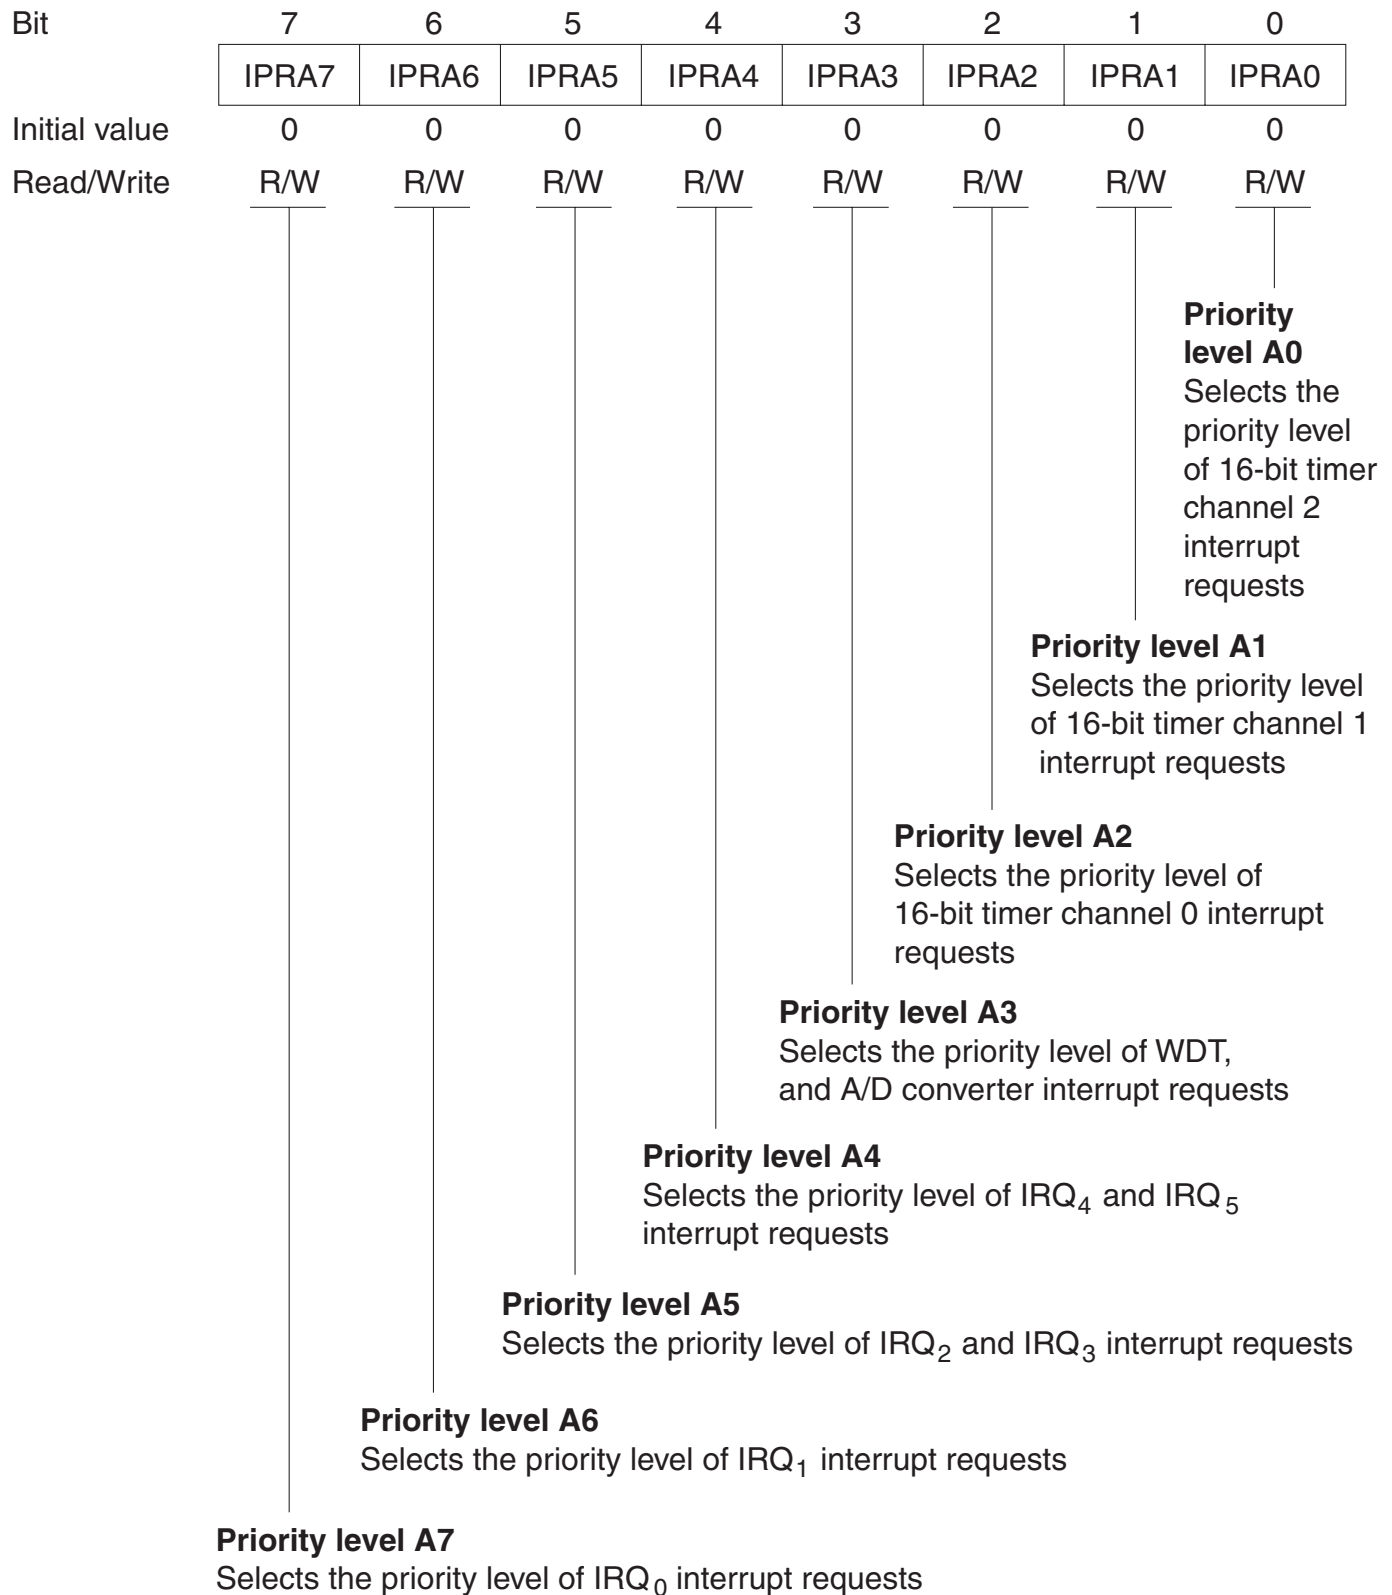 Bit 7 6 5 4 3 2 1 0
IPRA7 IPRA6 IPRA5 IPRA4 IPRA3 IPRA2 IPRA1 IPRA0
Initial value 0 0 0 0 0 0 0 0
Read/Write R/W R/W R/W R/W R/W R/W R/W R/W
Priority
level A0
Selects the
priority level
of 16-bit timer
channel 2
interrupt
requests
Priority level A1
Selects the priority level
of 16-bit timer channel 1
interrupt requests
Priority level A2
Selects the priority level of
16-bit timer channel 0 interrupt
requests
Priority level A3
Selects the priority level of WDT,
and A/D converter interrupt requests
Priority level A4
Selects the priority level of IRQ4 and IRQ5
interrupt requests
Priority level A5
Selects the priority level of IRQ2 and IRQ3 interrupt requests
Priority level A6
Selects the priority level of IRQ1 interrupt requests
Priority level A7
Selects the priority level of IRQ0 interrupt requests